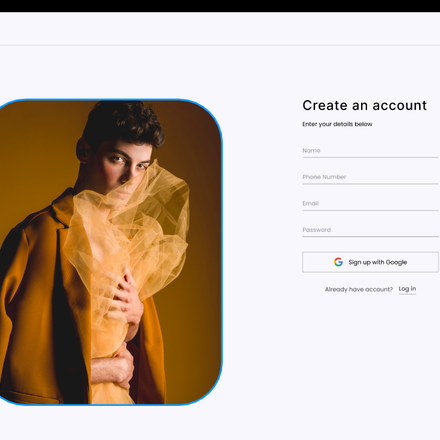 Create an account
Enter your details below
Name
Phone Number
Email
Password
Sign up with Google
Already have account? Log in